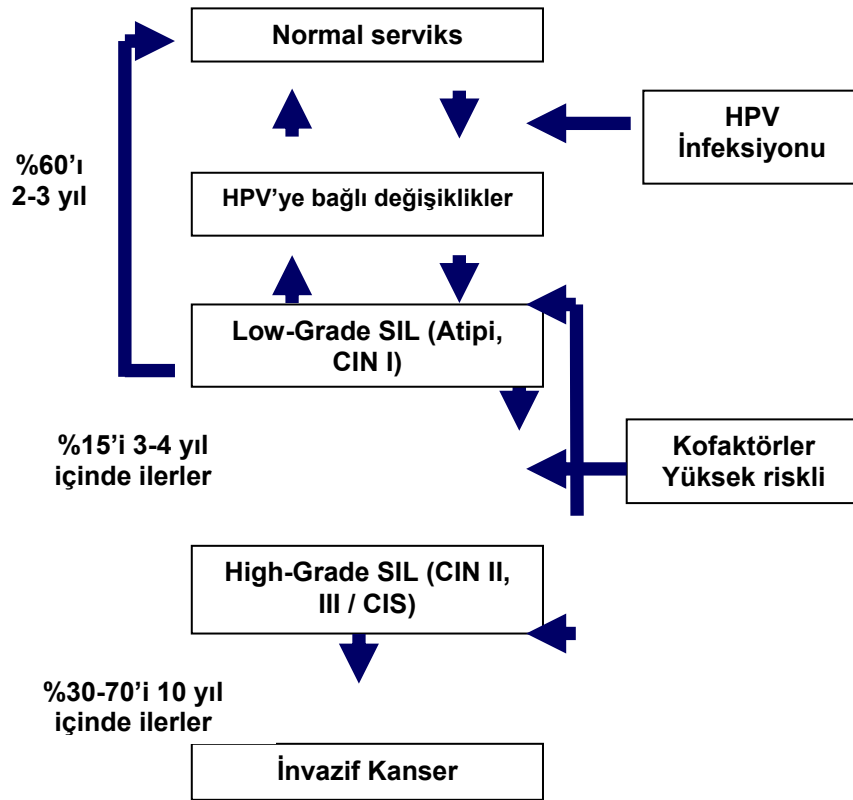 Normal serviks
HPV
İnfeksiyonu
%60’ı
2-3 yıl
HPV’ye bağlı değişiklikler
Low-Grade SIL (Atipi,
CIN I)
%15’i 3-4 yıl
içinde ilerler
Kofaktörler
Yüksek riskli
High-Grade SIL (CIN II,
III / CIS)
%30-70’i 10 yıl
içinde ilerler
İnvazif Kanser